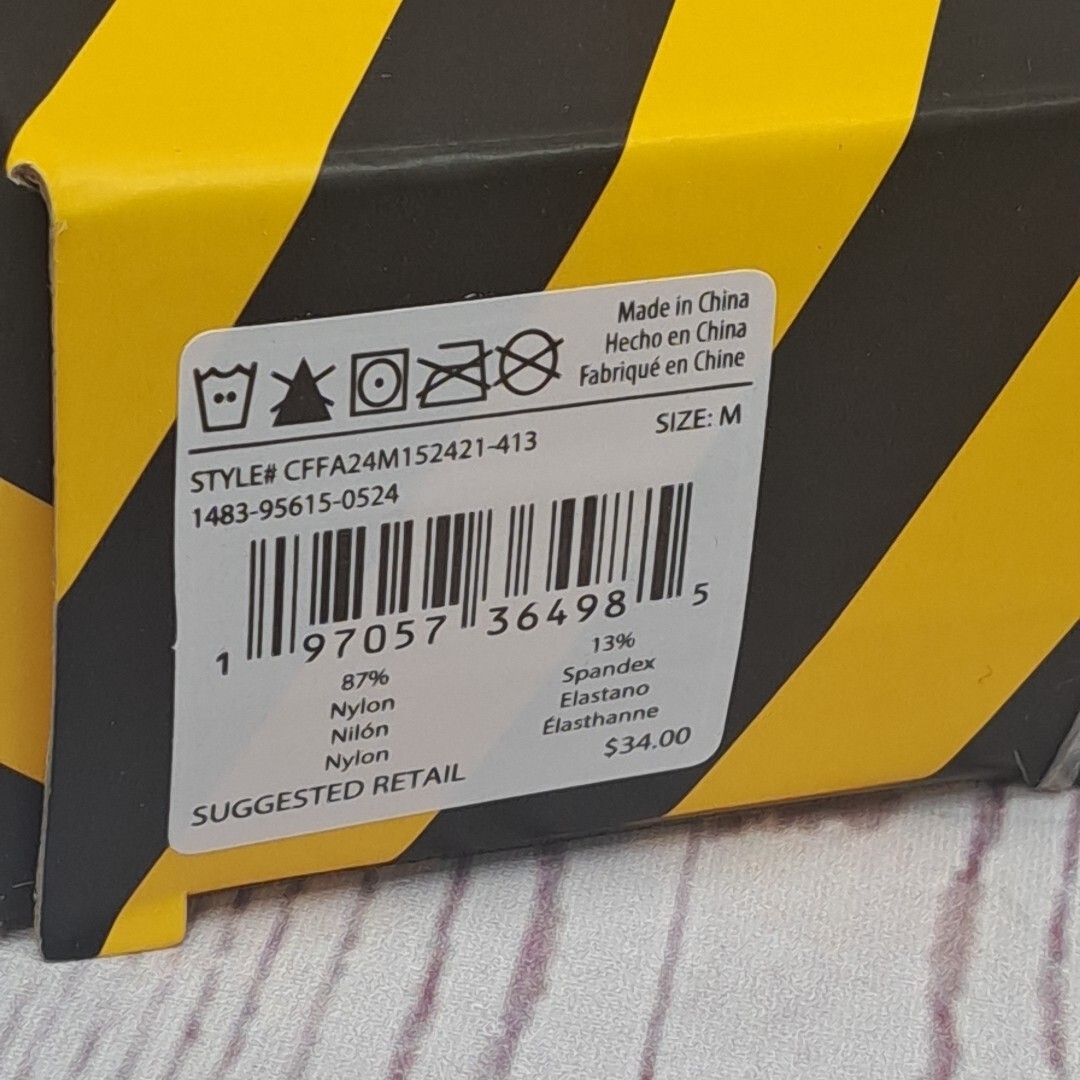 Made in China
Hecho en China
Fabriqué en Chine
SIZE: M
STYLE# CFFA24M152421-413
1483-95615-0524
1 97057 36498 5
87%
Nylon
Nilón
Nylon
13%
Spandex
Elastano
Élasthanne
$34.00
SUGGESTED RETAIL